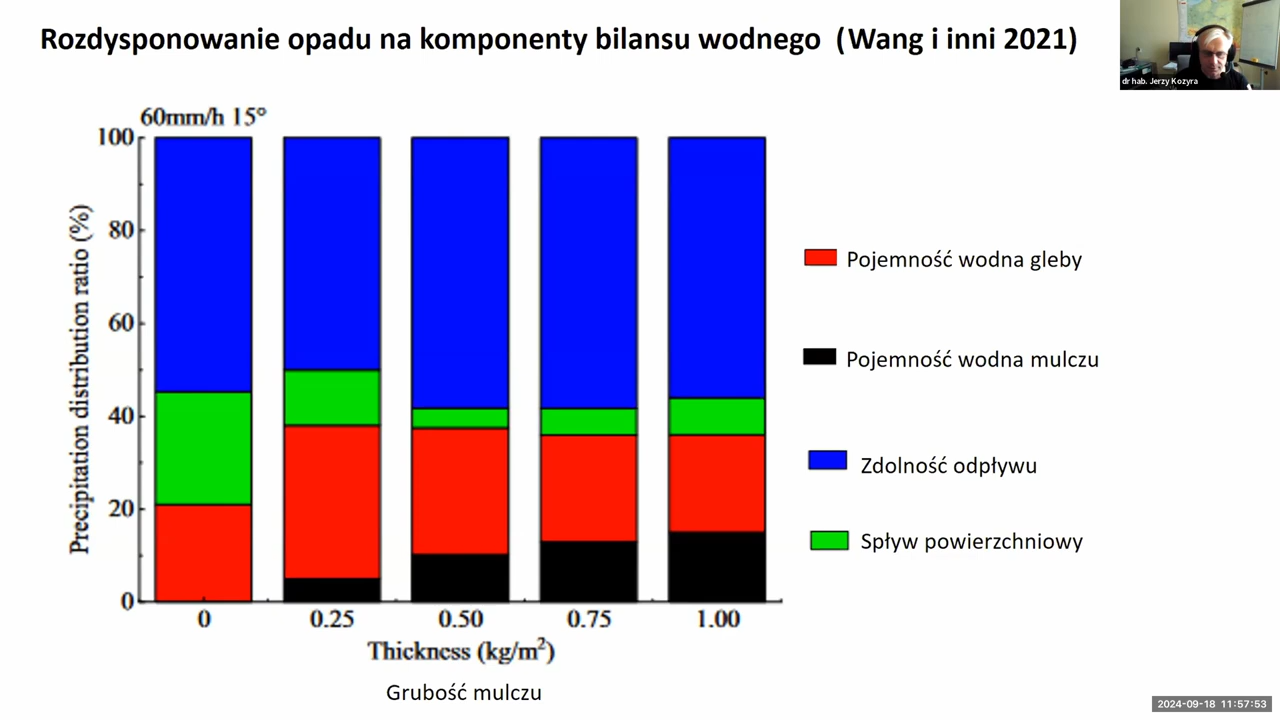 Rozdysponowanie opadu na komponenty bilansu wodnego (Wang i inni 2021)
dr hab. Jerzy Kozyra
60mm/h 15°
100
80
60
40
20
0
Precipitation distribution ratio (%)
0 0.25 0.50 0.75 1.00
Thickness (kg/m²)
Grubość mulczu
Pojemność wodna gleby
Pojemność wodna mulczu
Zdolność odpływu
Spływ powierzchniowy
2024-09-18 11:57:53